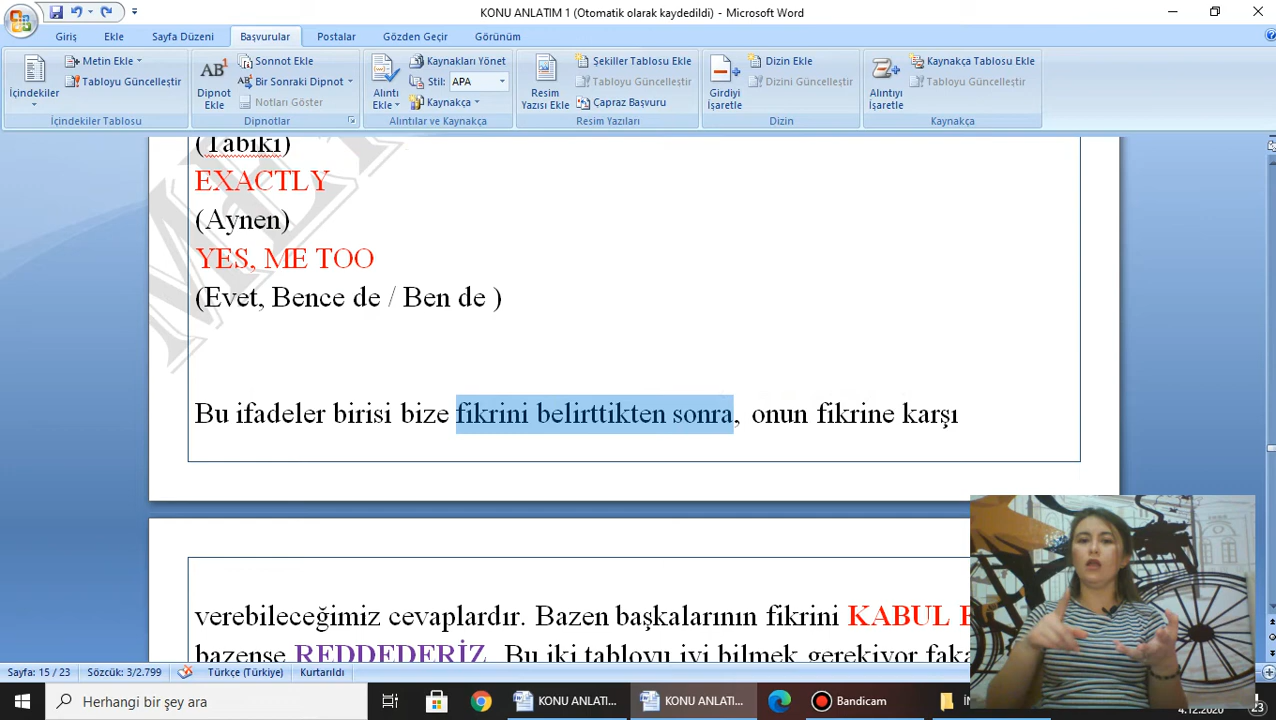 KONU ANLATIM 1 (Otomatik olarak kaydedildi) - Microsoft Word
Giriş Ekle Sayfa Düzeni Başvurular Postalar Gözden Geçir Görünüm
İçindekiler
Metin Ekle
Tabloyu Güncelleştir
İçindekiler Tablosu
AB¹
Dipnot
Ekle
Sonnot Ekle
Bir Sonraki Dipnot
Notları Göster
Dipnotlar
Alıntı
Ekle
Kaynakları Yönet
Stil: APA
Kaynakça
Alıntılar ve Kaynakça
Resim
Yazısı Ekle
Şekiller Tablosu Ekle
Tabloyu Güncelleştir
Çapraz Başvuru
Resim Yazıları
Girdiyi
İşaretle
Dizin Ekle
Dizini Güncelleştir
Dizin
Alıntıyı
İşaretle
Kaynakça Tablosu Ekle
Tabloyu Güncelleştir
Kaynakça
(Tabiki)
EXACTLY
(Aynen)
YES, ME TOO
(Evet, Bence de / Ben de )
Bu ifadeler birisi bize fikrini belirttikten sonra, onun fikrine karşı
verebileceğimiz cevaplardır. Bazen başkalarının fikrini KABUL
bazense REDDEDERİZ. Bu iki tabloyu iyi bilmek gerekiyor
Sayfa: 15 / 23 Sözcük: 3/2.799 Türkçe (Türkiye) Kurtarıldı
Herhangi bir şey ara
KONU ANLATI...
KONU ANLATI...
Bandicam
4.12.2020